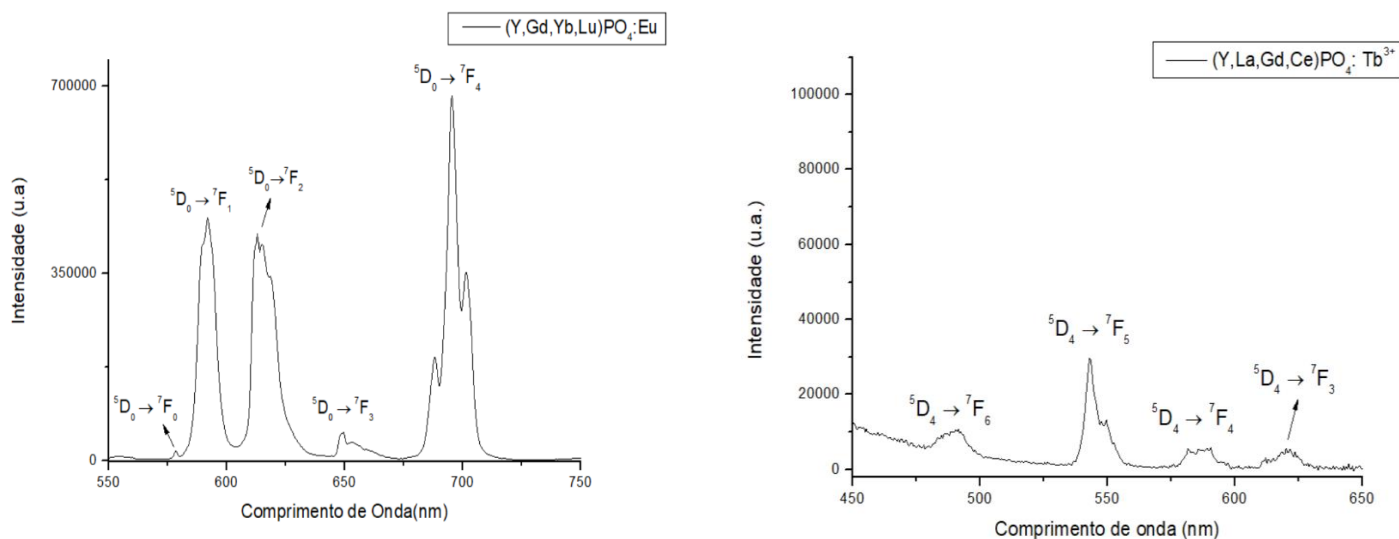 (Y,Gd,Yb,Lu)PO₄:Eu
⁵D₀ → ⁷F₄
700000
⁵D₀→⁷F₂
⁵D₀→⁷F₁
350000
⁵D₀→⁷F₀
⁵D₀→⁷F₃
0
550 600 650 700 750
Comprimento de Onda(nm)
Intensidade (u.a)
(Y,La,Gd,Ce)PO₄: Tb³⁺
100000
80000
60000
40000
⁵D₄ → ⁷F₅
20000
⁵D₄ → ⁷F₃
⁵D₄ → ⁷F₆
⁵D₄ → ⁷F₄
0
450 500 550 600 650
Comprimento de onda (nm)
Intensidade (u.a.)